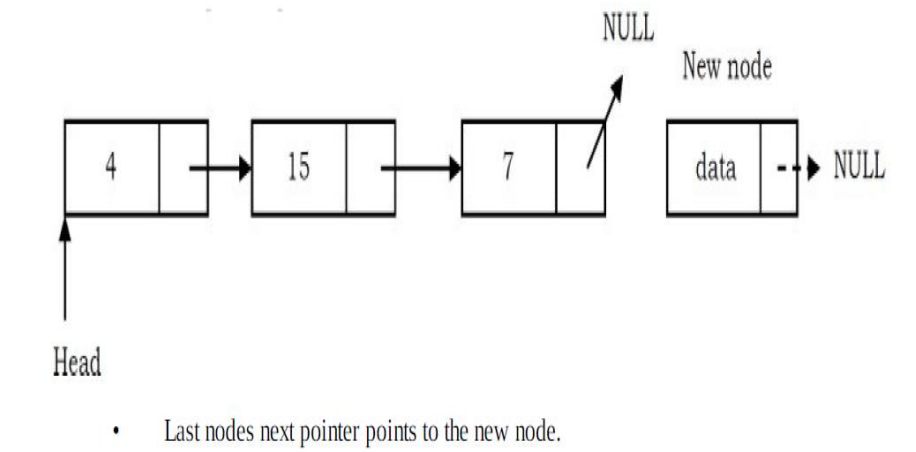 NULL
New node
4 15 7 data NULL
Head
• Last nodes next pointer points to the new node.